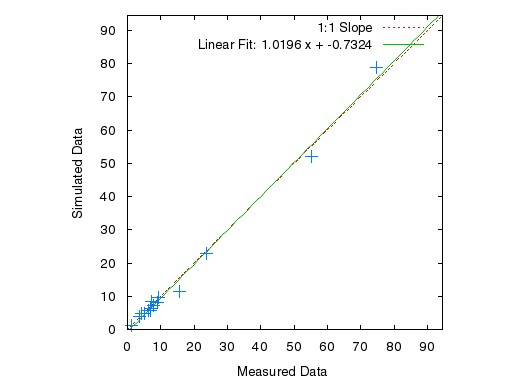 1:1 Slope
Linear Fit: 1.0196 x + -0.7324
90
80
70
60
50
40
30
20
10
0
0 10 20 30 40 50 60 70 80 90
Simulated Data
Measured Data